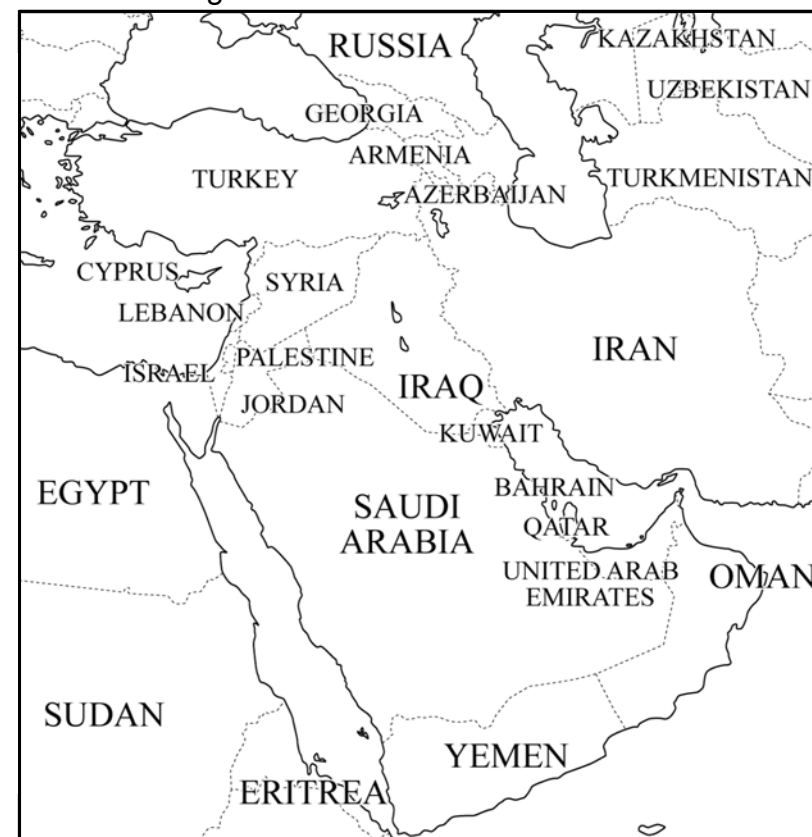 RUSSIA
KAZAKHSTAN
UZBEKISTAN
GEORGIA
ARMENIA
TURKEY
AZERBAIJAN
TURKMENISTAN
CYPRUS
SYRIA
LEBANON
IRAN
PALESTINE
ISRAEL
IRAQ
JORDAN
KUWAIT
EGYPT
BAHRAIN
SAUDI
ARABIA
QATAR
UNITED ARAB
EMIRATES
OMAN
SUDAN
YEMEN
ERITREA